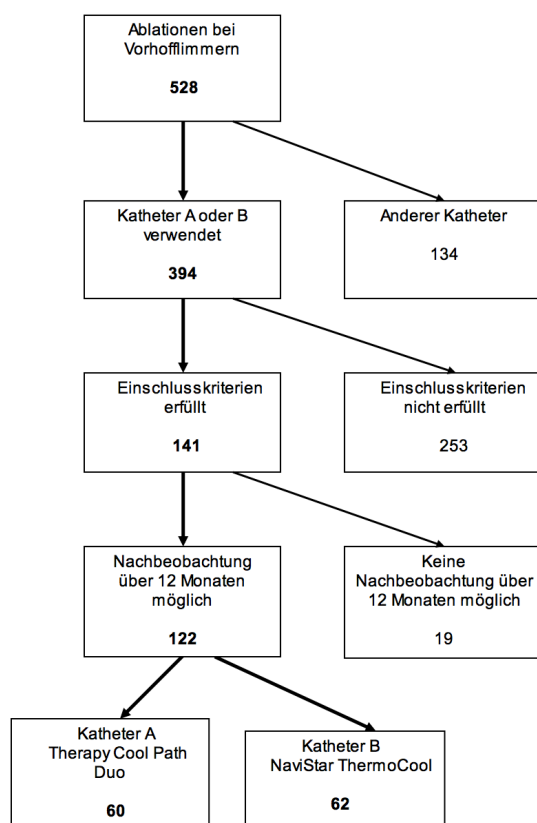 Ablationen bei
Vorhofflimmern
528
Katheter A oder B
verwendet
394
Anderer Katheter
134
Einschlusskriterien
erfüllt
141
Einschlusskriterien
nicht erfüllt
253
Nachbeobachtung
über 12 Monaten
möglich
122
Keine
Nachbeobachtung über
12 Monaten möglich
19
Katheter A
Therapy Cool Path
Duo
60
Katheter B
NaviStar ThermoCool
62